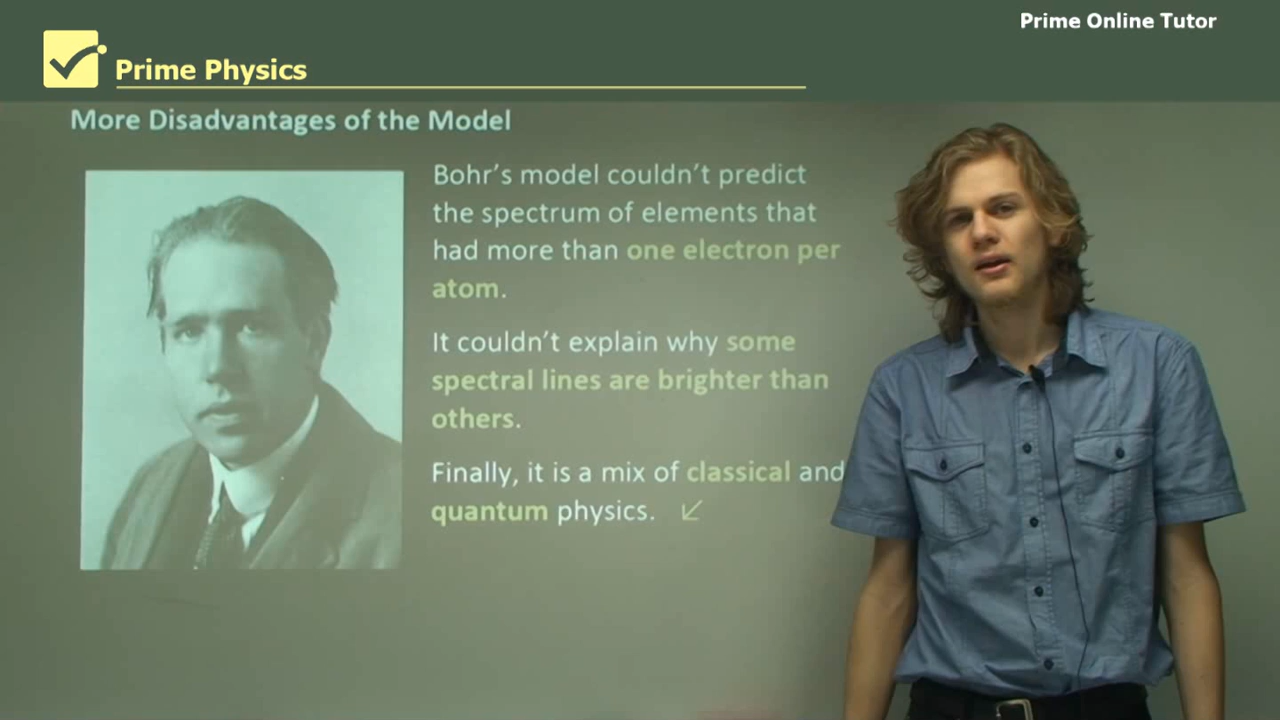 Prime Online Tutor
Prime Physics
More Disadvantages of the Model
Bohr's model couldn't predict
the spectrum of elements that
had more than one electron per
atom.
It couldn't explain why some
spectral lines are brighter than
others.
Finally, it is a mix of classical and
quantum physics.